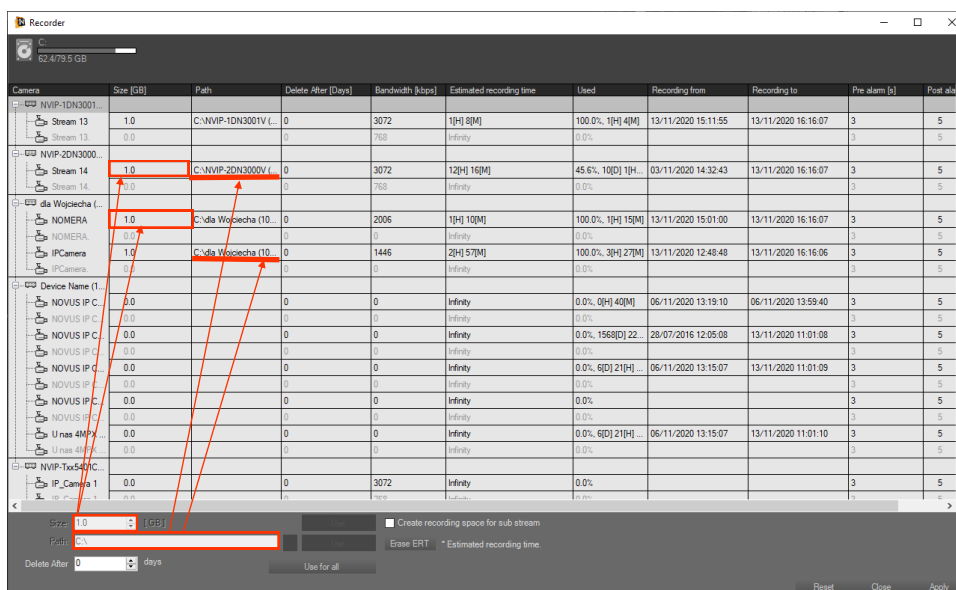 Recorder
C:
62.4/79.5 GB
Camera Size [GB] Path Delete After [Days] Bandwidth [kbps] Estimated recording time Used Recording from Recording to Pre alarm [s] Post ala
NVIP-1DN3001...
Stream 13 1.0 C:\NVIP-1DN3001V (... 0 3072 1[H] 8[M] 100.0%, 1[H] 4[M] 13/11/2020 15:11:55 13/11/2020 16:16:07 3 5
Stream 13. 0.0 0 768 Infinity 0.0% 3 5
NVIP-2DN3000...
Stream 14 1.0 C:\NVIP-2DN3000V (... 0 3072 12[H] 16[M] 45.6%, 10[D] 1[H... 03/11/2020 14:32:43 13/11/2020 16:16:07 3 5
Stream 14. 0.0 0 768 Infinity 0.0% 3 5
dla Wojciecha (...
NOMERA 1.0 C:\dla Wojciecha (10... 0 2006 1[H] 10[M] 100.0%, 1[H] 15[M] 13/11/2020 15:01:00 13/11/2020 16:16:07 3 5
NOMERA. 0.0 0 0 Infinity 0.0% 3 5
IPCamera 1.0 C:\dla Wojciecha (10... 0 1446 2[H] 57[M] 100.0%, 3[H] 27[M] 13/11/2020 12:48:48 13/11/2020 16:16:06 3 5
IPCamera. 0.0 0 0 Infinity 0.0% 3 5
Device Name (1...
NOVUS IP C... 0.0 0 0 Infinity 0.0%, 0[H] 40[M] 06/11/2020 13:19:10 06/11/2020 13:59:40 3 5
NOVUS IP C... 0.0 0 0 Infinity 0.0% 3 5
NOVUS IP C... 0.0 0 0 Infinity 0.0%, 1568[D] 22... 28/07/2016 12:05:08 13/11/2020 11:01:08 3 5
NOVUS IP C... 0.0 0 0 Infinity 0.0% 3 5
NOVUS IP C... 0.0 0 0 Infinity 0.0%, 6[D] 21[H] ... 06/11/2020 13:15:07 13/11/2020 11:01:09 3 5
NOVUS IP C... 0.0 0 0 Infinity 0.0% 3 5
NOVUS IP C... 0.0 0 0 Infinity 0.0% 3 5
NOVUS IP C... 0.0 0 0 Infinity 0.0% 3 5
U nas 4MPX ... 0.0 0 0 Infinity 0.0%, 6[D] 21[H] ... 06/11/2020 13:15:07 13/11/2020 11:01:10 3 5
U nas 4MPX ... 0.0 0 0 Infinity 0.0% 3 5
NVIP-Txx5401C...
IP_Camera 1 0.0 0 3072 Infinity 0.0% 3 5
Size: 1.0 [GB] Use Create recording space for sub stream
Path: C:\ Use Erase ERT * Estimated recording time.
Delete After 0 days Use for all
Reset Close Apply